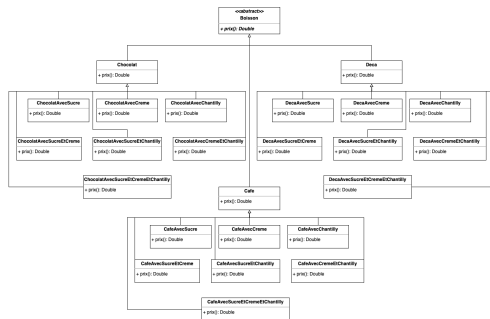 <<abstract>>
Boisson
+ prix(): Double
Chocolat
+ prix(): Double
Deca
+ prix(): Double
ChocolatAvecSucre
+ prix(): Double
ChocolatAvecCreme
+ prix(): Double
ChocolatAvecChantilly
+ prix(): Double
DecaAvecSucre
+ prix(): Double
DecaAvecCreme
+ prix(): Double
DecaAvecChantilly
+ prix(): Double
ChocolatAvecSucreEtCreme
+ prix(): Double
ChocolatAvecSucreEtChantilly
+ prix(): Double
ChocolatAvecCremeEtChantilly
+ prix(): Double
DecaAvecSucreEtCreme
+ prix(): Double
DecaAvecSucreEtChantilly
+ prix(): Double
DecaAvecCremeEtChantilly
+ prix(): Double
ChocolatAvecSucreEtCremeEtChantilly
+ prix(): Double
DecaAvecSucreEtCremeEtChantilly
+ prix(): Double
Cafe
+ prix(): Double
CafeAvecSucre
+ prix(): Double
CafeAvecCreme
+ prix(): Double
CafeAvecChantilly
+ prix(): Double
CafeAvecSucreEtCreme
+ prix(): Double
CafeAvecSucreEtChantilly
+ prix(): Double
CafeAvecCremeEtChantilly
+ prix(): Double
CafeAvecSucreEtCremeEtChantilly
+ prix(): Double